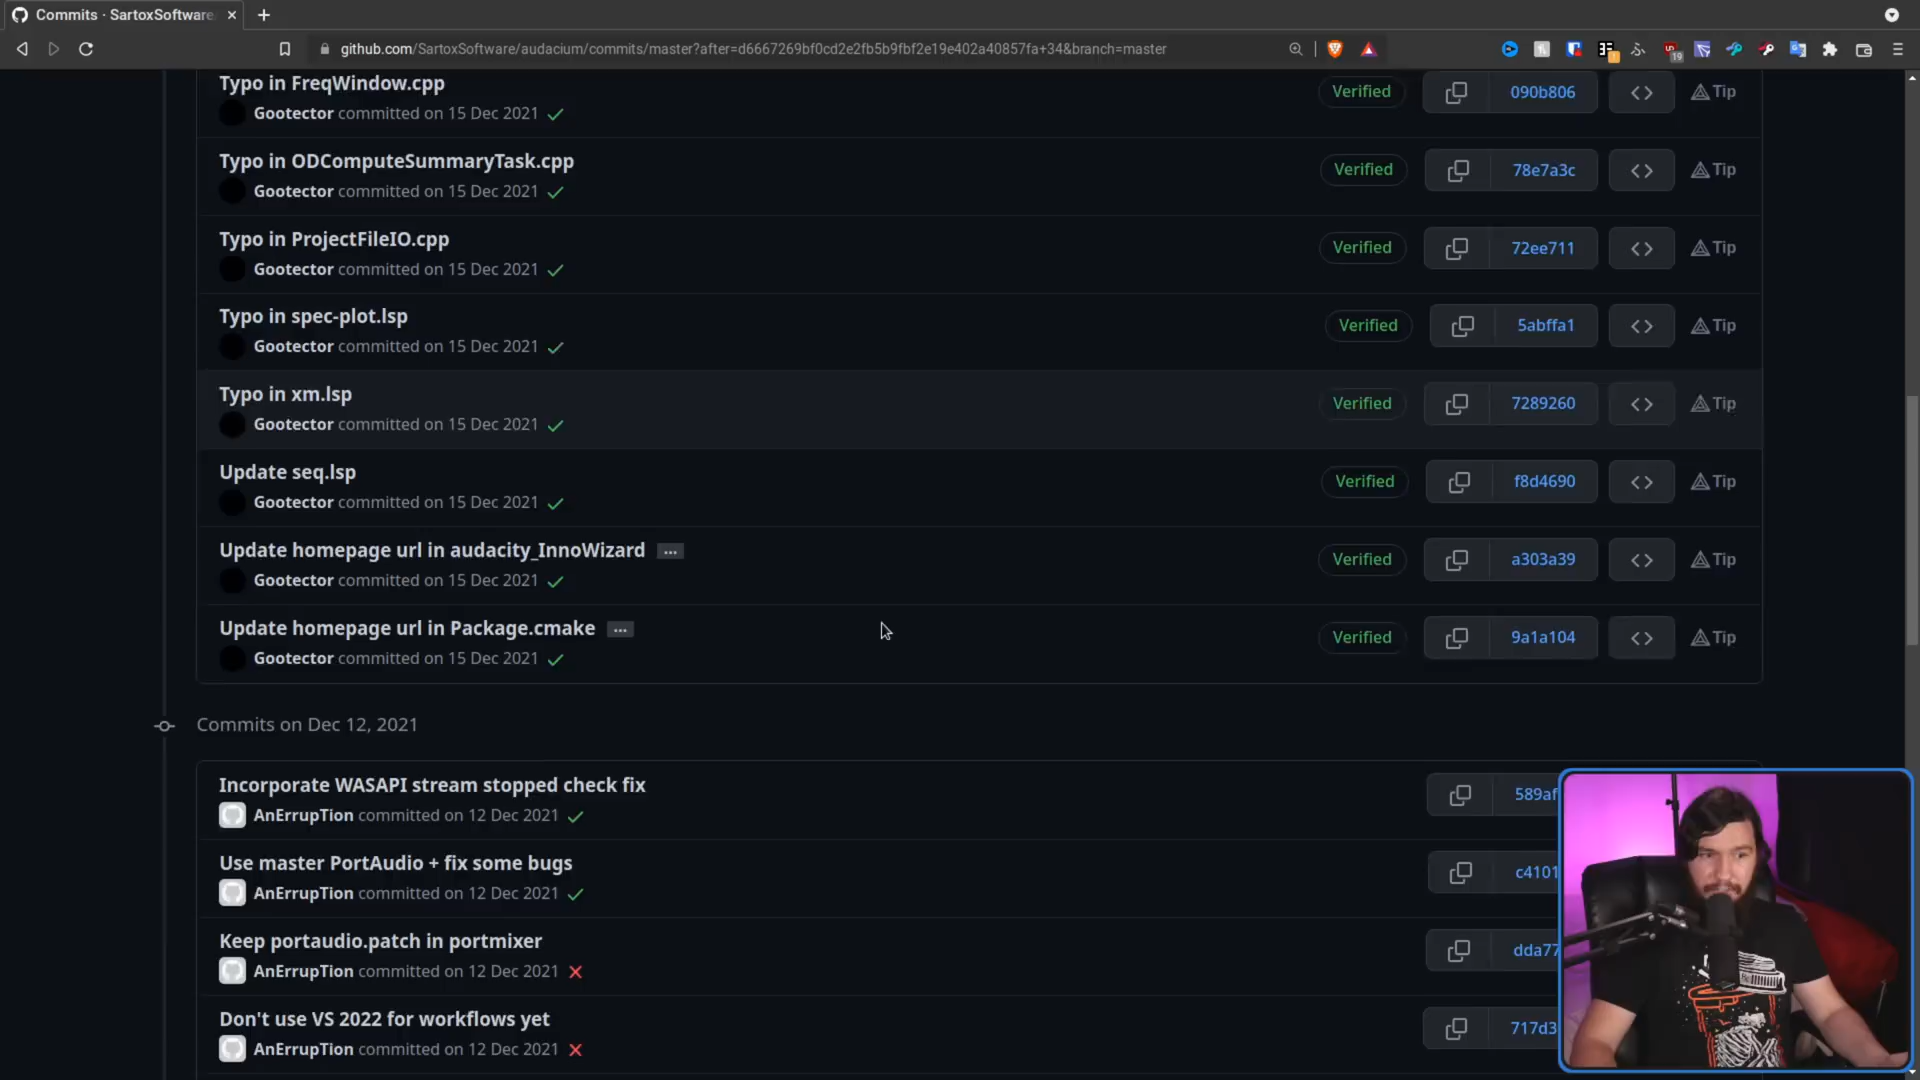 Commits · SartoxSoftware
github.com/SartoxSoftware/audacium/commits/master?after=d6667269bf0cd2e2fb5b9fbf2e19e402a40857fa+34&branch=master
19
Typo in FreqWindow.cpp
Gootector committed on 15 Dec 2021
Verified 090b806 <> Tip
Typo in ODComputeSummaryTask.cpp
Gootector committed on 15 Dec 2021
Verified 78e7a3c <> Tip
Typo in ProjectFileIO.cpp
Gootector committed on 15 Dec 2021
Verified 72ee711 <> Tip
Typo in spec-plot.lsp
Gootector committed on 15 Dec 2021
Verified 5abffa1 <> Tip
Typo in xm.lsp
Gootector committed on 15 Dec 2021
Verified 7289260 <> Tip
Update seq.lsp
Gootector committed on 15 Dec 2021
Verified f8d4690 <> Tip
Update homepage url in audacity_InnoWizard ...
Gootector committed on 15 Dec 2021
Verified a303a39 <> Tip
Update homepage url in Package.cmake ...
Gootector committed on 15 Dec 2021
Verified 9a1a104 <> Tip
Commits on Dec 12, 2021
Incorporate WASAPI stream stopped check fix
AnErrupTion committed on 12 Dec 2021
589af
Use master PortAudio + fix some bugs
AnErrupTion committed on 12 Dec 2021
c4101
Keep portaudio.patch in portmixer
AnErrupTion committed on 12 Dec 2021
dda77
Don't use VS 2022 for workflows yet
AnErrupTion committed on 12 Dec 2021
717d3